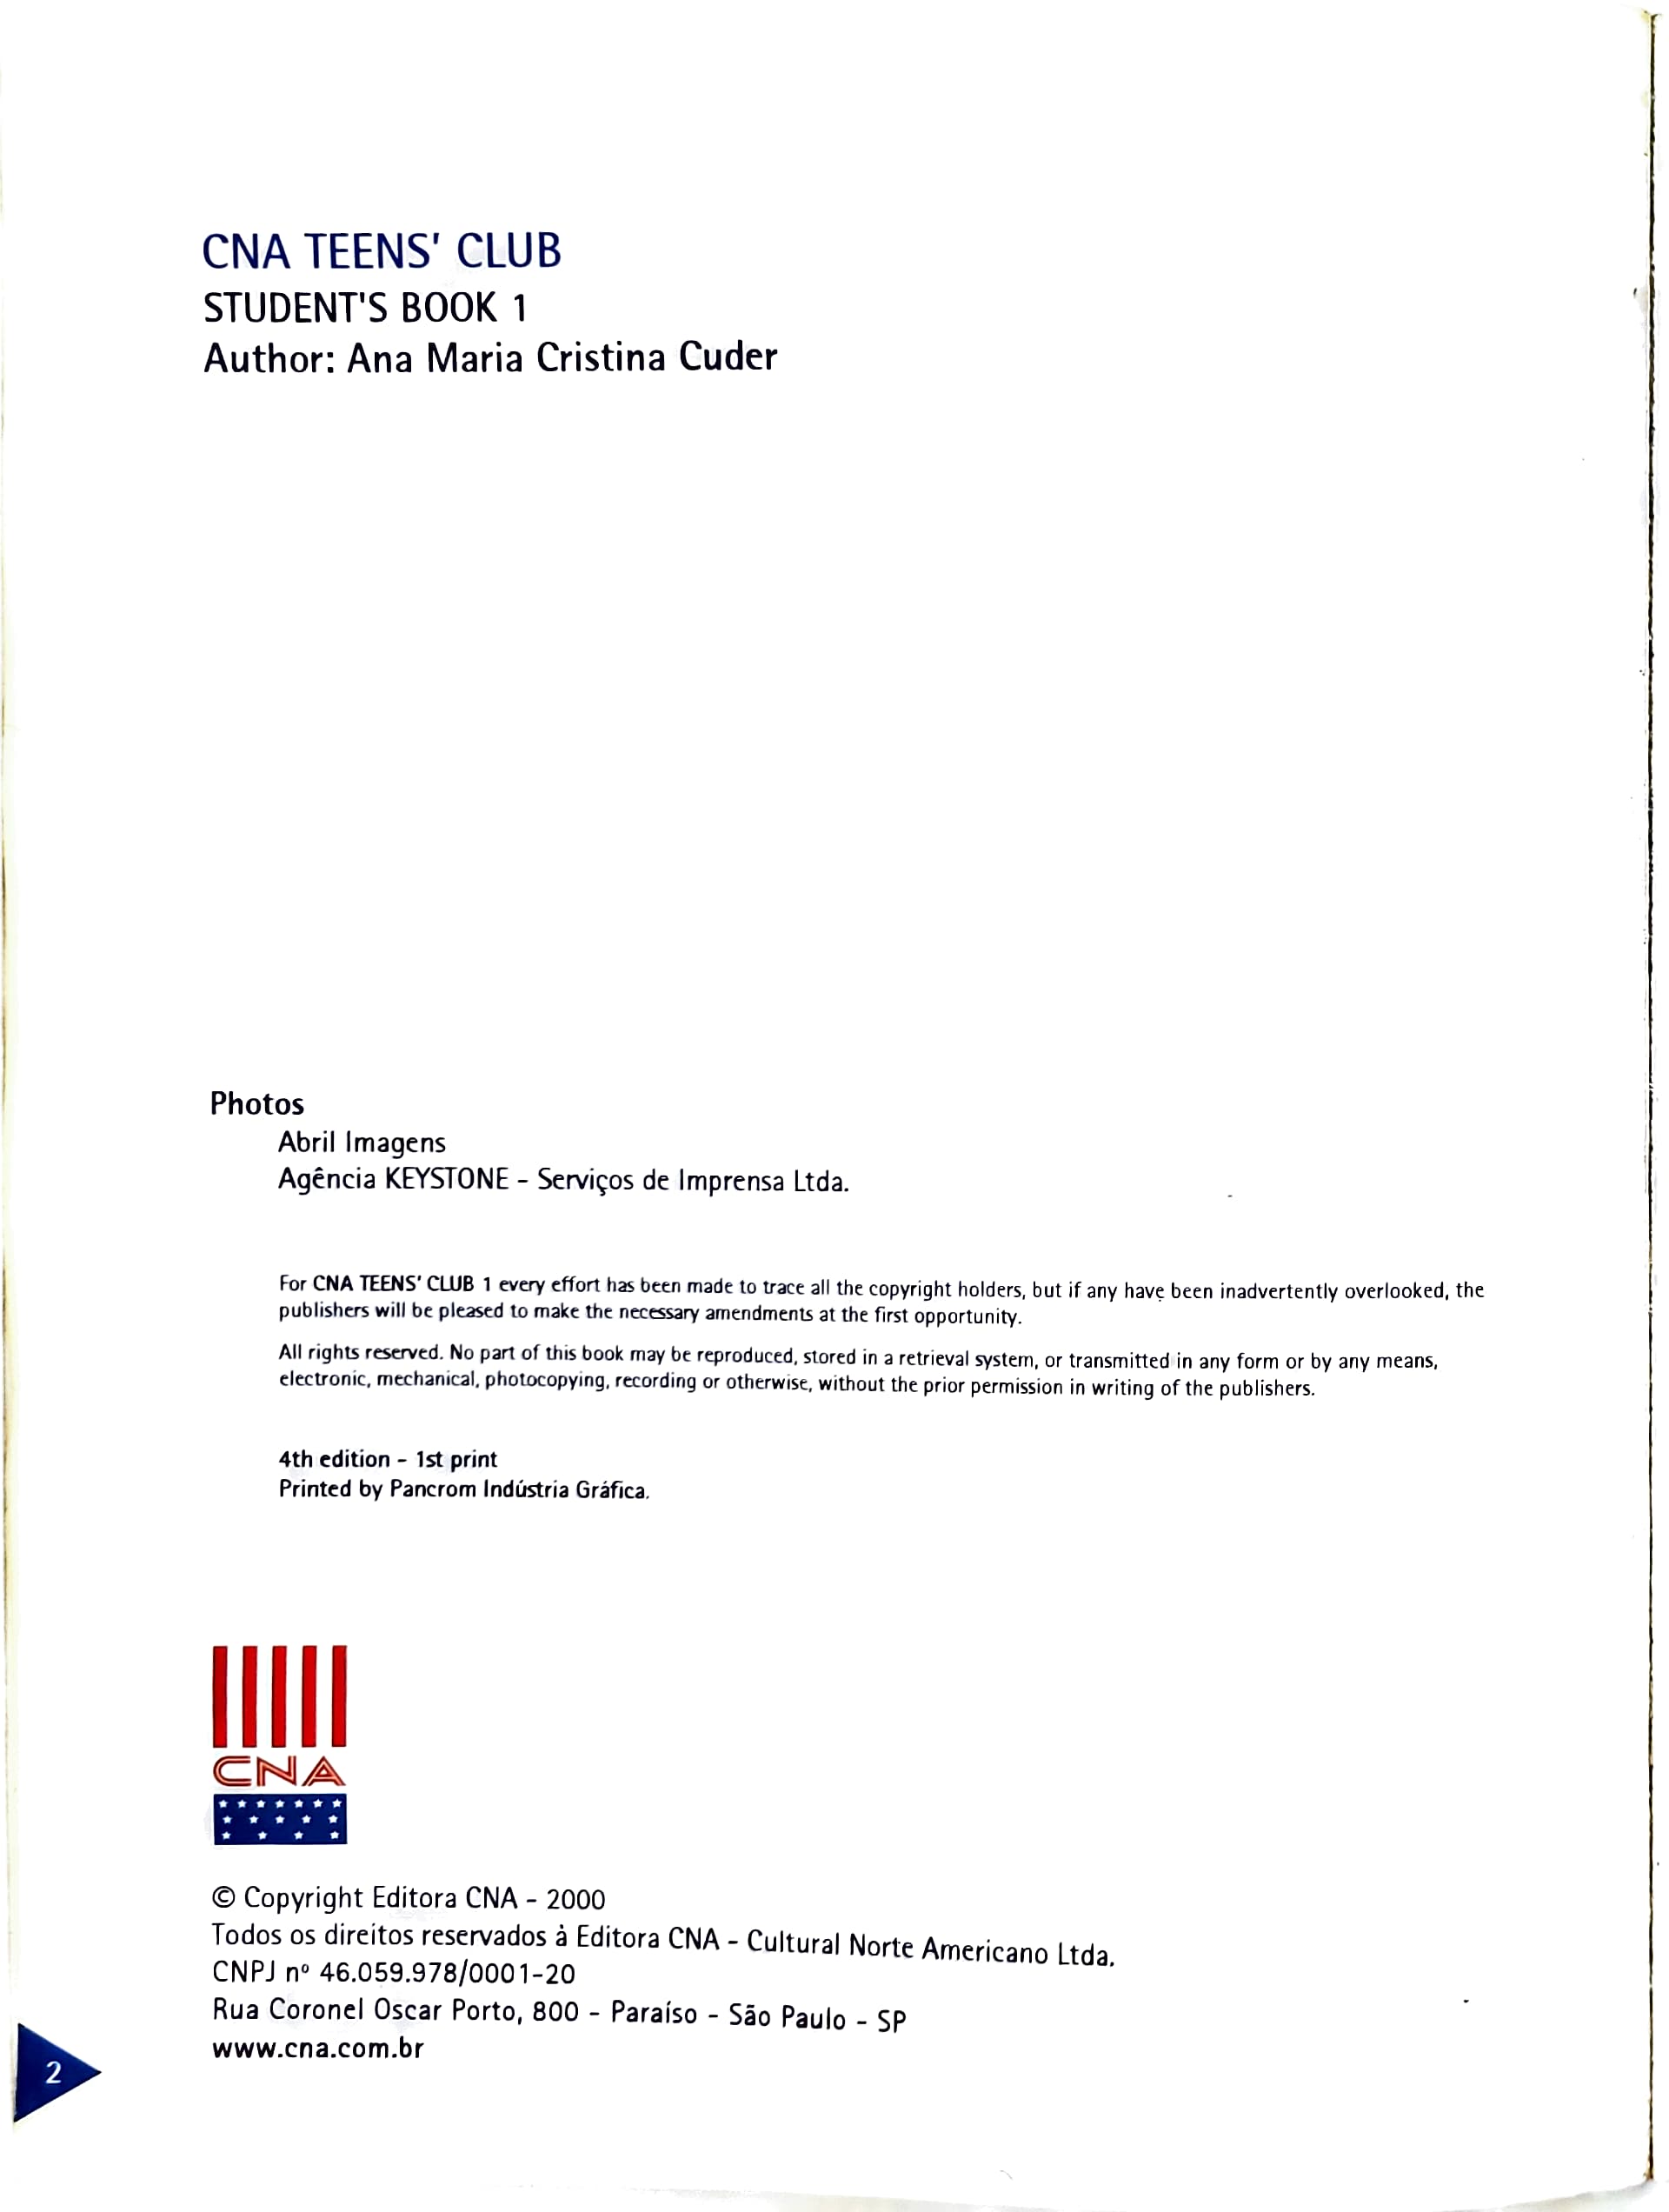 CNA TEENS' CLUB
STUDENT'S BOOK 1
Author: Ana Maria Cristina Cuder
Photos
Abril Imagens
Agência KEYSTONE - Serviços de Imprensa Ltda.
For CNA TEENS' CLUB 1 every effort has been made to trace all the copyright holders, but if any have been inadvertently overlooked, the
publishers will be pleased to make the necessary amendments at the first opportunity.
All rights reserved. No part of this book may be reproduced, stored in a retrieval system, or transmitted in any form or by any means,
electronic, mechanical, photocopying, recording or otherwise, without the prior permission in writing of the publishers.
4th edition - 1st print
Printed by Pancrom Indústria Gráfica.
CNA
© Copyright Editora CNA - 2000
Todos os direitos reservados à Editora CNA - Cultural Norte Americano Ltda.
CNPJ nº 46.059.978/0001-20
Rua Coronel Oscar Porto, 800 - Paraíso - São Paulo - SP
www.cna.com.br
2